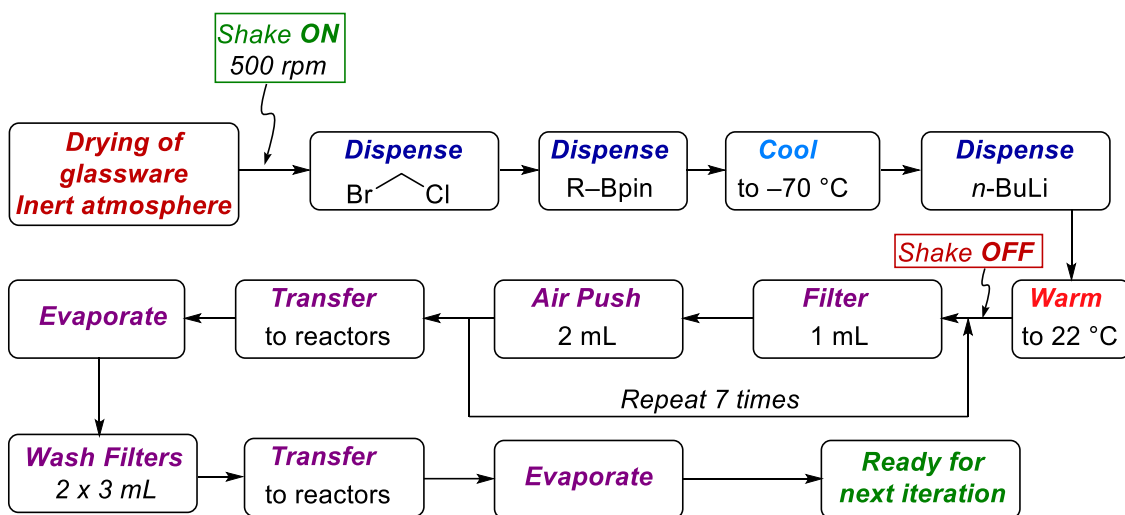 Shake ON
500 rpm
Drying of
glassware
Inert atmosphere
Dispense
Br Cl
Dispense
R–Bpin
Cool
to –70 °C
Dispense
n-BuLi
Shake OFF
Warm
to 22 °C
Filter
1 mL
Air Push
2 mL
Repeat 7 times
Transfer
to reactors
Evaporate
Wash Filters
2 x 3 mL
Transfer
to reactors
Evaporate
Ready for
next iteration